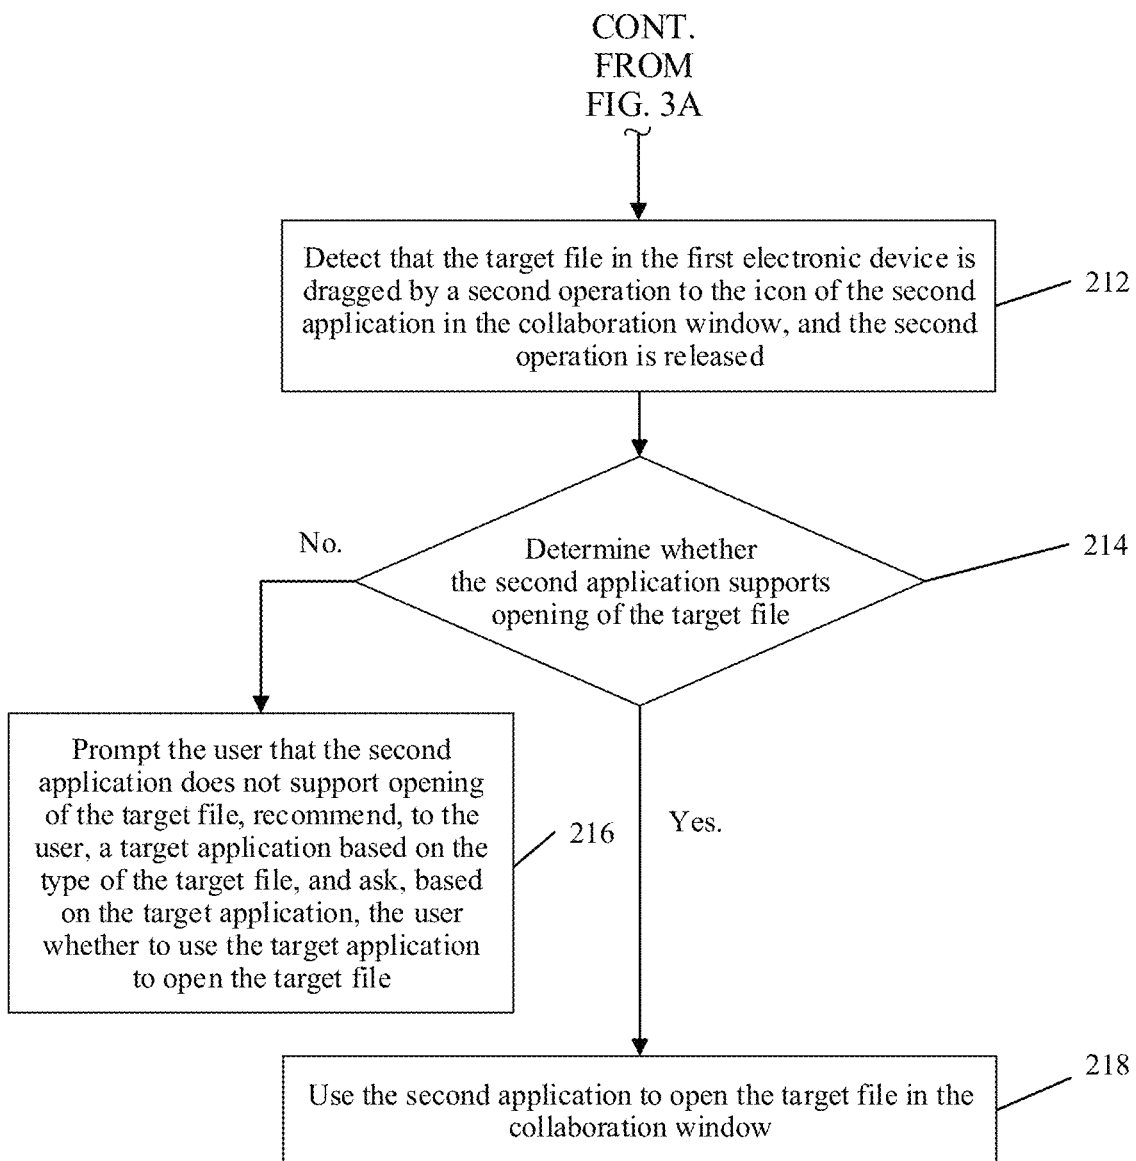 CONT.
FROM
FIG. 3A
Detect that the target file in the first electronic device is
dragged by a second operation to the icon of the second
application in the collaboration window, and the second
operation is released
212
No.
Determine whether
the second application supports
opening of the target file
214
Prompt the user that the second
application does not support opening
of the target file, recommend, to the
user, a target application based on the
type of the target file, and ask, based
on the target application, the user
whether to use the target application
to open the target file
216
Yes.
Use the second application to open the target file in the
collaboration window
218